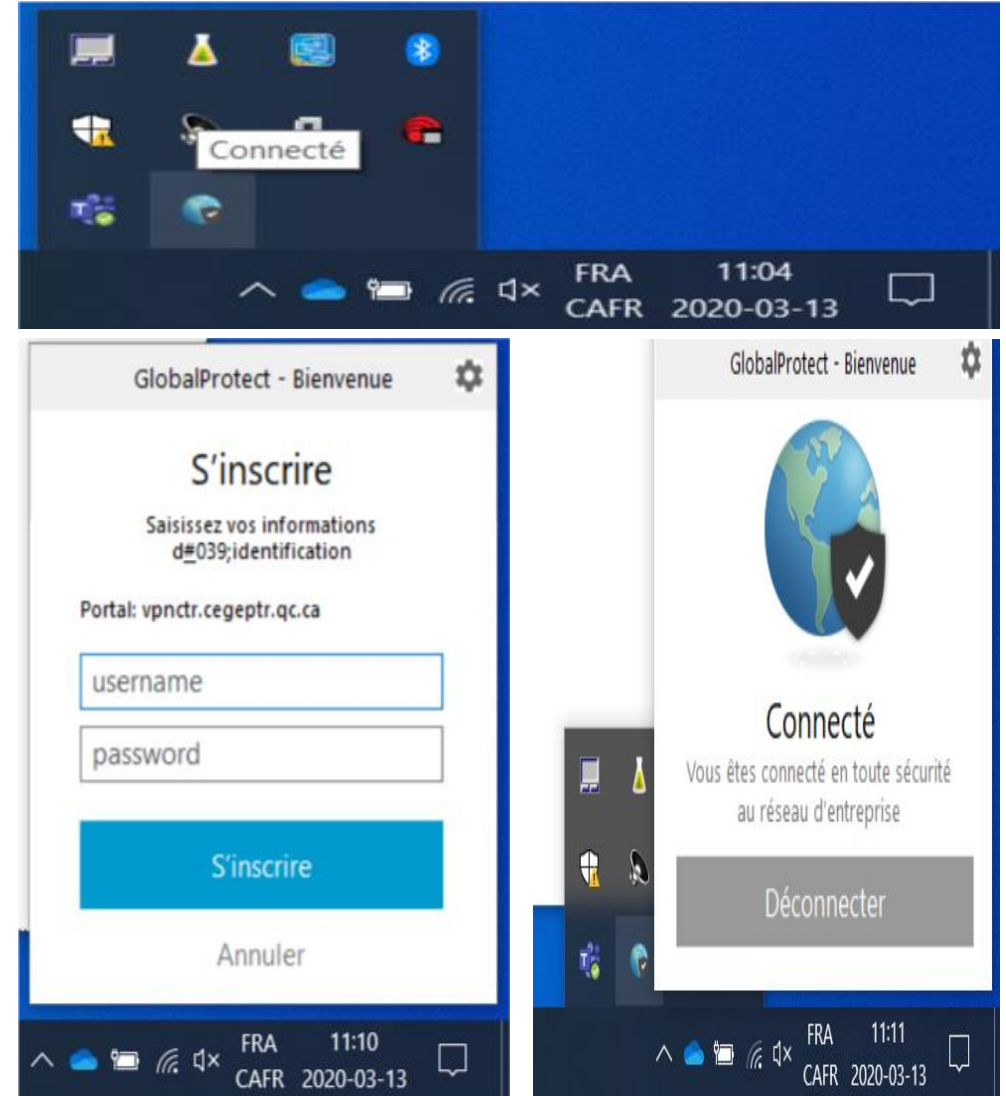 Connecté
FRA 11:04
CAFR 2020-03-13
GlobalProtect - Bienvenue
S'inscrire
Saisissez vos informations
d#039;identification
Portal: vpnctr.cegeptr.qc.ca
username
password
S'inscrire
Annuler
FRA 11:10
CAFR 2020-03-13
GlobalProtect - Bienvenue
Connecté
Vous êtes connecté en toute sécurité
au réseau d'entreprise
Déconnecter
FRA 11:11
CAFR 2020-03-13